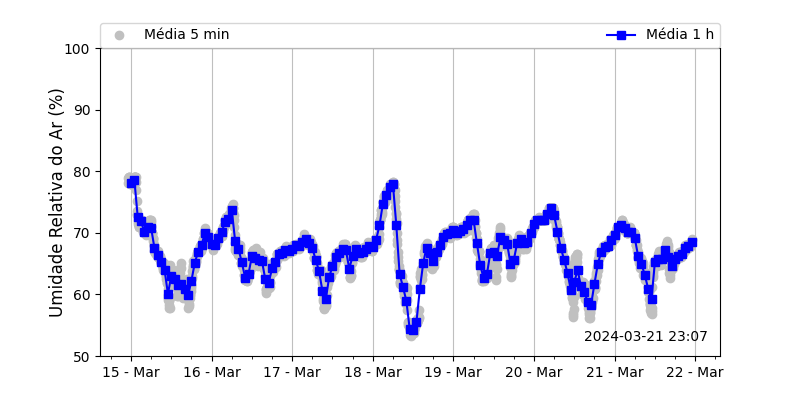 Média 5 min
Média 1 h
Umidade Relativa do Ar (%)
100
90
80
70
60
50
2024-03-21 23:07
15 - Mar
16 - Mar
17 - Mar
18 - Mar
19 - Mar
20 - Mar
21 - Mar
22 - Mar